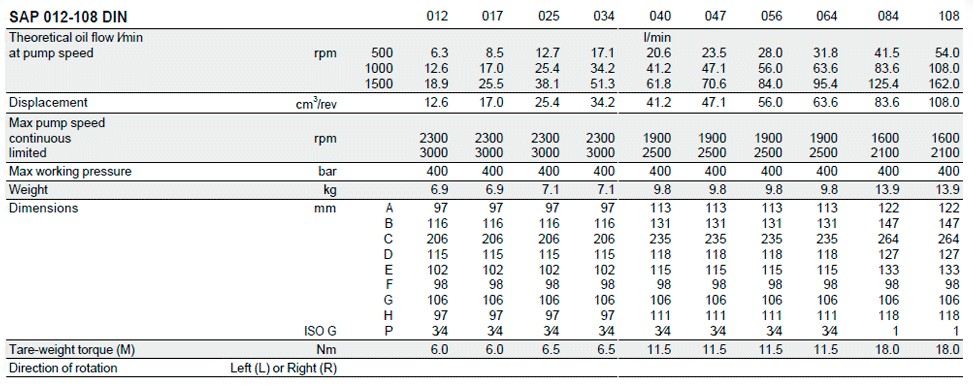 SAP 012-108 DIN 012 017 025 034 040 047 056 064 084 108
Theoretical oil flow l/min l/min
at pump speed rpm 500 6.3 8.5 12.7 17.1 20.6 23.5 28.0 31.8 41.5 54.0
1000 12.6 17.0 25.4 34.2 41.2 47.1 56.0 63.6 83.6 108.0
1500 18.9 25.5 38.1 51.3 61.8 70.6 84.0 95.4 125.4 162.0
Displacement cm³/rev 12.6 17.0 25.4 34.2 41.2 47.1 56.0 63.6 83.6 108.0
Max pump speed
continuous rpm 2300 2300 2300 2300 1900 1900 1900 1900 1600 1600
limited 3000 3000 3000 3000 2500 2500 2500 2500 2100 2100
Max working pressure bar 400 400 400 400 400 400 400 400 400 400
Weight kg 6.9 6.9 7.1 7.1 9.8 9.8 9.8 9.8 13.9 13.9
Dimensions mm A 97 97 97 97 113 113 113 113 122 122
B 116 116 116 116 131 131 131 131 147 147
C 206 206 206 206 235 235 235 235 264 264
D 115 115 115 115 118 118 118 118 127 127
E 102 102 102 102 115 115 115 115 133 133
F 98 98 98 98 98 98 98 98 98 98
G 106 106 106 106 106 106 106 106 106 106
H 97 97 97 97 111 111 111 111 118 118
ISO G P 3/4 3/4 3/4 3/4 3/4 3/4 3/4 3/4 1 1
Tare-weight torque (M) Nm 6.0 6.0 6.5 6.5 11.5 11.5 11.5 11.5 18.0 18.0
Direction of rotation Left (L) or Right (R)